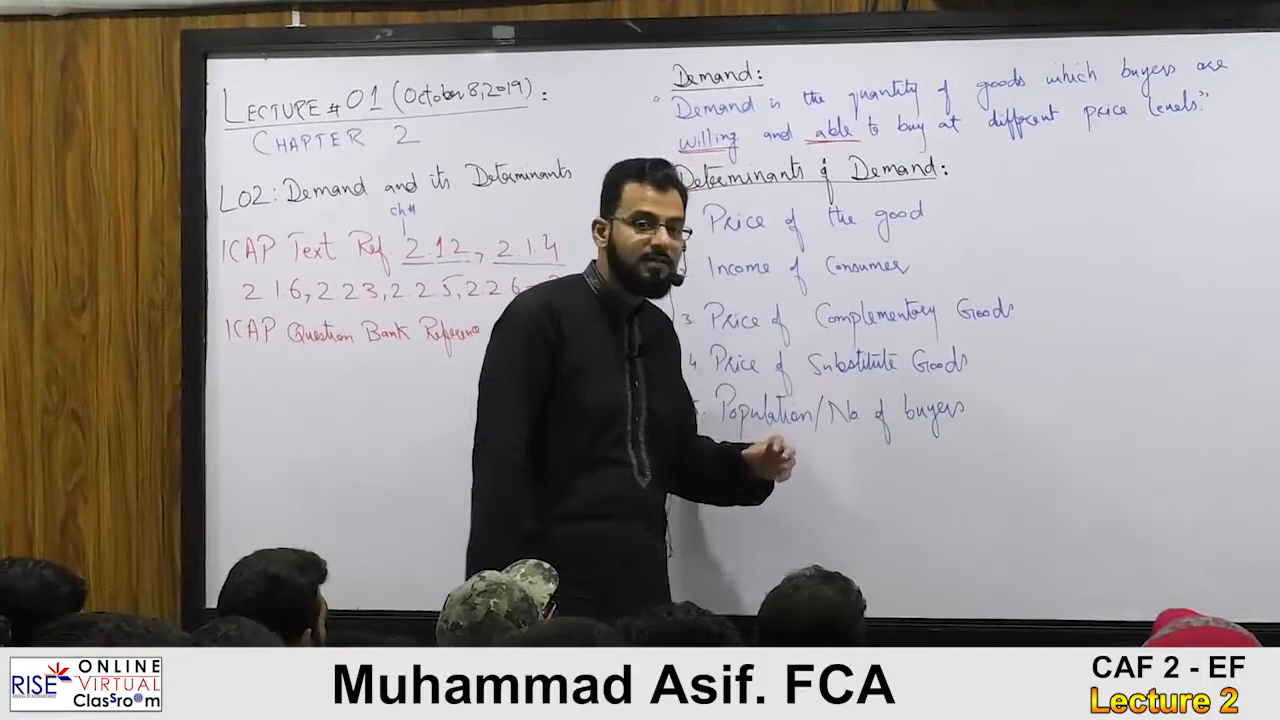 LECTURE # 01 (October 8, 2019):
CHAPTER 2
LO2: Demand and its Determinants
ch#
ICAP Text Ref. 2.1.2, 2.1.4
2.1.6, 2.2.3, 2.2.5, 2.2.6
ICAP Question Bank
Demand:
"Demand is the quantity of goods which buyers are
willing and able to buy at different price levels."
Determinants of Demand:
Price of the good
Income of Consumer
3. Price of Complementary Goods
4. Price of Substitute Goods
5. Population/No of buyers
RISE
ONLINE
VIRTUAL
ClassrOOm
Muhammad Asif. FCA
CAF 2 - EF
Lecture 2